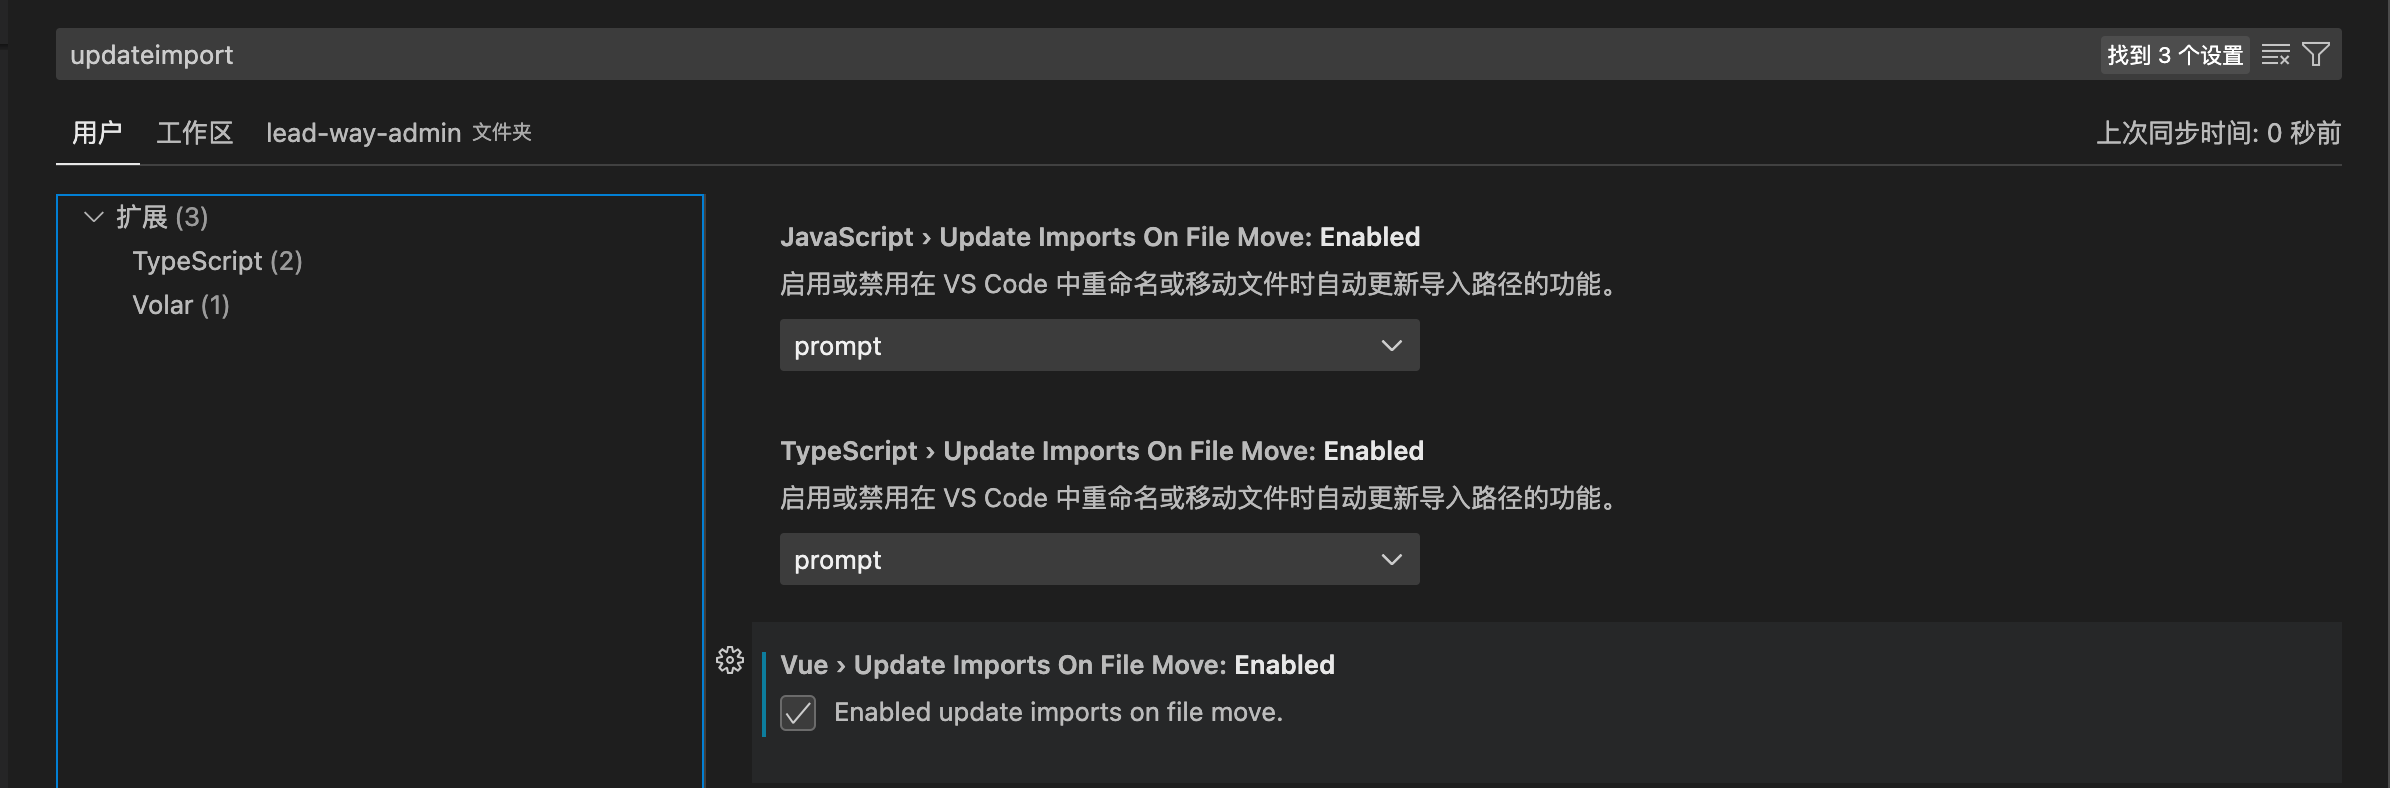 updateimport
找到 3 个设置
用户 工作区 lead-way-admin 文件夹
上次同步时间: 0 秒前
扩展 (3)
TypeScript (2)
Volar (1)
JavaScript › Update Imports On File Move: Enabled
启用或禁用在 VS Code 中重命名或移动文件时自动更新导入路径的功能。
prompt
TypeScript › Update Imports On File Move: Enabled
启用或禁用在 VS Code 中重命名或移动文件时自动更新导入路径的功能。
prompt
Vue › Update Imports On File Move: Enabled
Enabled update imports on file move.